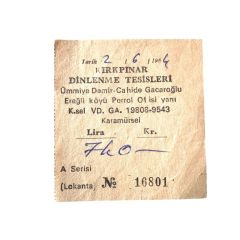 Tarih 2/6/1984
KIRKPINAR
DİNLENME TESİSLERİ
Ümmiye Demir-Cahide Gacaroğlu
Ereğli köyü Petrol Ofisi yanı
K.sel VD. GA. 19808-9543
Karamürsel
Lira Kr.
740-
A Serisi
(Lokanta) № 16801